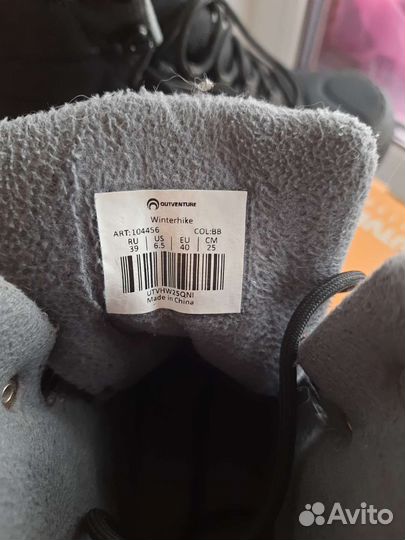 OUTVENTURE
Winterhike
ART:104456 COL:BB
RU US EU CM
39 6.5 40 25
UTVHW2SQNI
Made in China
Avito